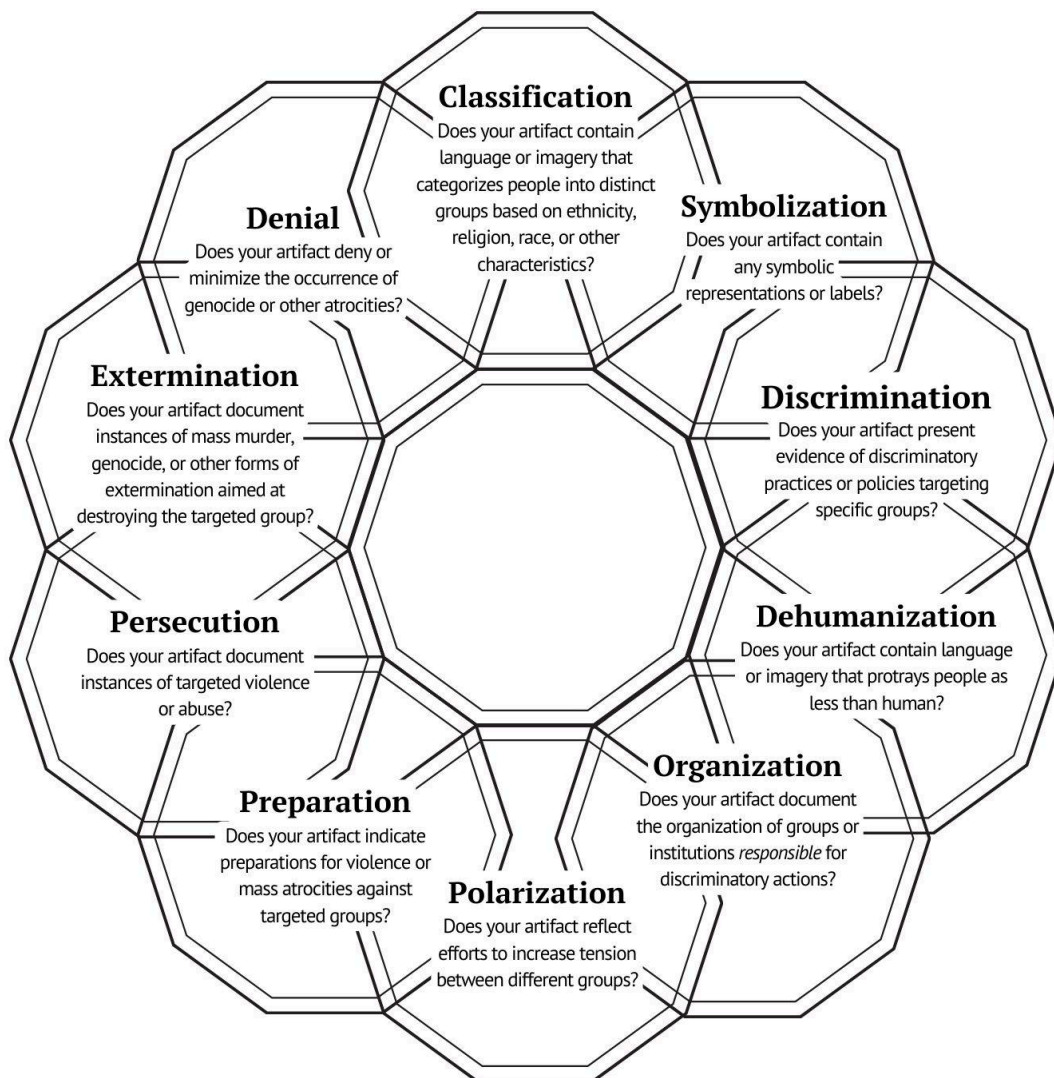 Classification
Does your artifact contain
language or imagery that
categorizes people into distinct
groups based on ethnicity,
religion, race, or other
characteristics?
Symbolization
Does your artifact contain
any symbolic
representations or labels?
Discrimination
Does your artifact present
evidence of discriminatory
practices or policies targeting
specific groups?
Dehumanization
Does your artifact contain language
or imagery that protrays people as
less than human?
Organization
Does your artifact document
the organization of groups or
institutions responsible for
discriminatory actions?
Polarization
Does your artifact reflect
efforts to increase tension
between different groups?
Preparation
Does your artifact indicate
preparations for violence or
mass atrocities against
targeted groups?
Persecution
Does your artifact document
instances of targeted violence
or abuse?
Extermination
Does your artifact document
instances of mass murder,
genocide, or other forms of
extermination aimed at
destroying the targeted group?
Denial
Does your artifact deny or
minimize the occurrence of
genocide or other atrocities?